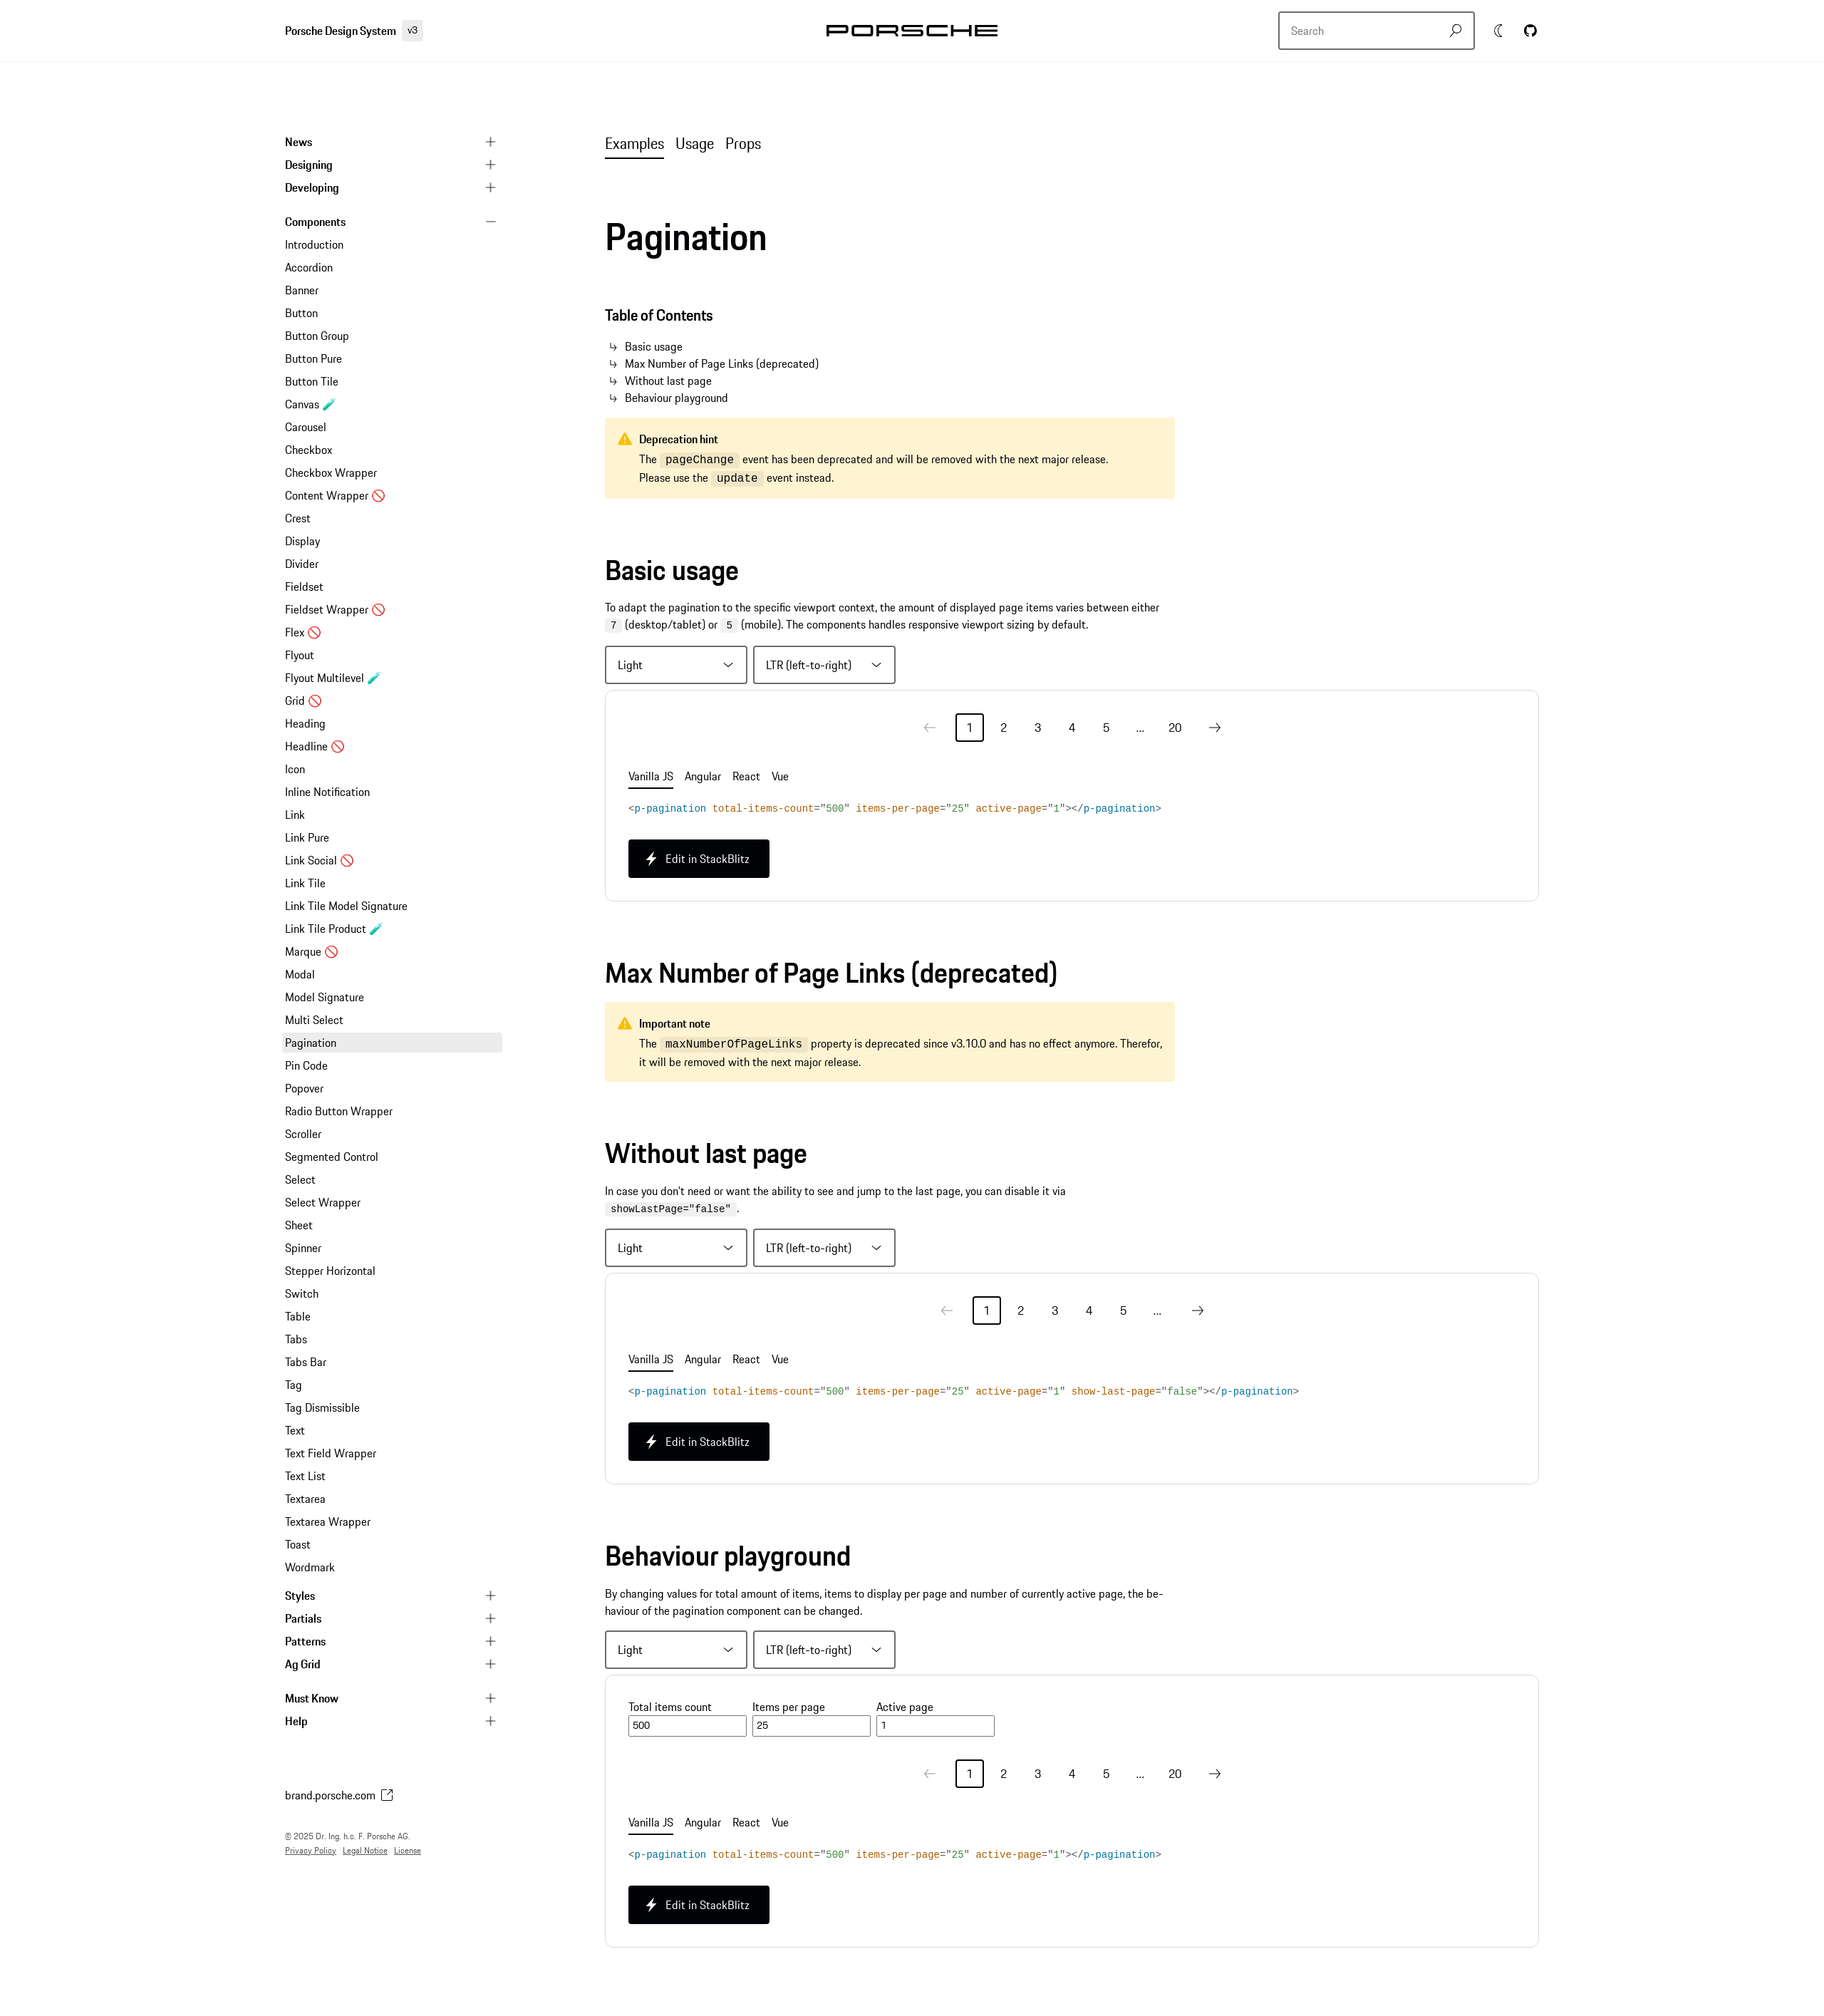 Porsche Design System v3
PORSCHE
Search
News
Designing
Developing
Components
Introduction
Accordion
Banner
Button
Button Group
Button Pure
Button Tile
Canvas 🧪
Carousel
Checkbox
Checkbox Wrapper
Content Wrapper 🚫
Crest
Display
Divider
Fieldset
Fieldset Wrapper 🚫
Flex 🚫
Flyout
Flyout Multilevel 🧪
Grid 🚫
Heading
Headline 🚫
Icon
Inline Notification
Link
Link Pure
Link Social 🚫
Link Tile
Link Tile Model Signature
Link Tile Product 🧪
Marque 🚫
Modal
Model Signature
Multi Select
Pagination
Pin Code
Popover
Radio Button Wrapper
Scroller
Segmented Control
Select
Select Wrapper
Sheet
Spinner
Stepper Horizontal
Switch
Table
Tabs
Tabs Bar
Tag
Tag Dismissible
Text
Text Field Wrapper
Text List
Textarea
Textarea Wrapper
Toast
Wordmark
Styles
Partials
Patterns
Ag Grid
Must Know
Help
brand.porsche.com
© 2025 Dr. Ing. h.c. F. Porsche AG.
Privacy Policy Legal Notice License
Examples Usage Props
Pagination
Table of Contents
↳ Basic usage
↳ Max Number of Page Links (deprecated)
↳ Without last page
↳ Behaviour playground
Deprecation hint
The pageChange event has been deprecated and will be removed with the next major release.
Please use the update event instead.
Basic usage
To adapt the pagination to the specific viewport context, the amount of displayed page items varies between either
7 (desktop/tablet) or 5 (mobile). The components handles responsive viewport sizing by default.
Light LTR (left-to-right)
1 2 3 4 5 ... 20
Vanilla JS Angular React Vue
<p-pagination total-items-count="500" items-per-page="25" active-page="1"></p-pagination>
Edit in StackBlitz
Max Number of Page Links (deprecated)
Important note
The maxNumberOfPageLinks property is deprecated since v3.10.0 and has no effect anymore. Therefor,
it will be removed with the next major release.
Without last page
In case you don't need or want the ability to see and jump to the last page, you can disable it via
showLastPage="false".
Light LTR (left-to-right)
1 2 3 4 5 ...
Vanilla JS Angular React Vue
<p-pagination total-items-count="500" items-per-page="25" active-page="1" show-last-page="false"></p-pagination>
Edit in StackBlitz
Behaviour playground
By changing values for total amount of items, items to display per page and number of currently active page, the be-
haviour of the pagination component can be changed.
Light LTR (left-to-right)
Total items count Items per page Active page
500 25 1
1 2 3 4 5 ... 20
Vanilla JS Angular React Vue
<p-pagination total-items-count="500" items-per-page="25" active-page="1"></p-pagination>
Edit in StackBlitz